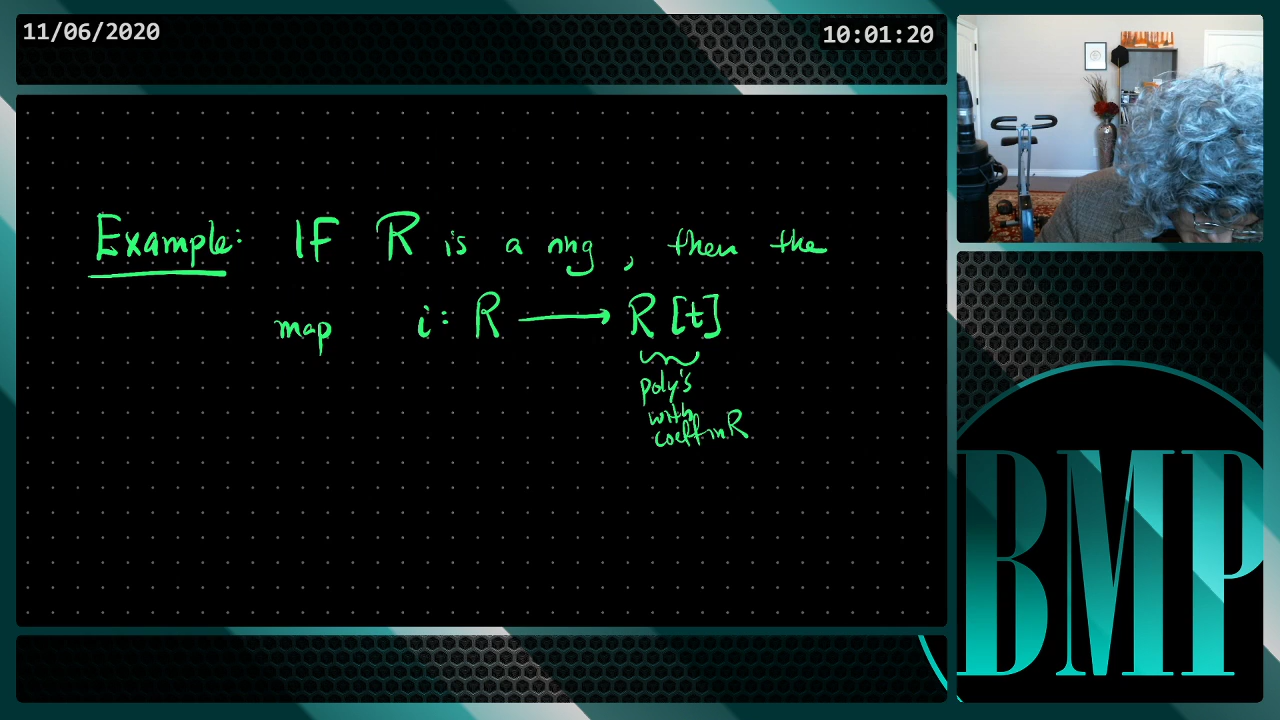 11/06/2020
10:01:20
Example: IF R is a ring, then the
map i: R ⟶ R[t]
poly's
with
coeff in R
BMP